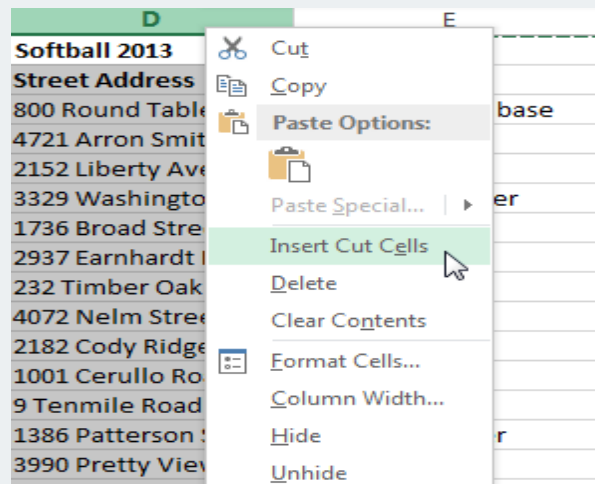 D E
Softball 2013 Cut
Street Address Copy
800 Round Table Paste Options: base
4721 Arron Smit
2152 Liberty Ave
3329 Washingto Paste Special... er
1736 Broad Stre
2937 Earnhardt Insert Cut Cells
232 Timber Oak Delete
4072 Nelm Stree Clear Contents
2182 Cody Ridge
1001 Cerullo Ro Format Cells...
9 Tenmile Road Column Width...
1386 Patterson Hide r
3990 Pretty View Unhide